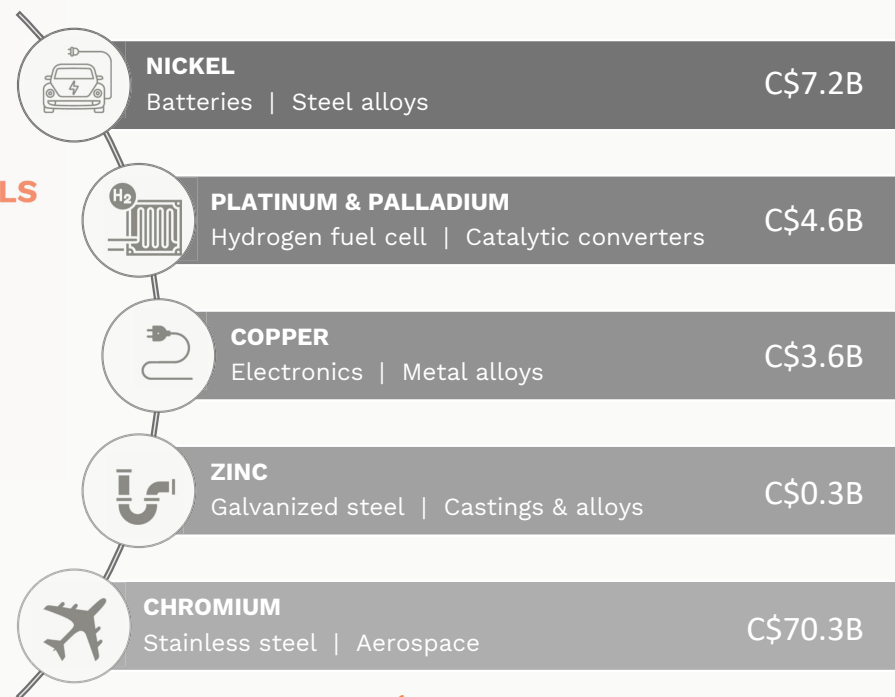 NICKEL
Batteries | Steel alloys
C$7.2B
LS
H2
PLATINUM & PALLADIUM
Hydrogen fuel cell | Catalytic converters
C$4.6B
COPPER
Electronics | Metal alloys
C$3.6B
ZINC
Galvanized steel | Castings & alloys
C$0.3B
CHROMIUM
Stainless steel | Aerospace
C$70.3B